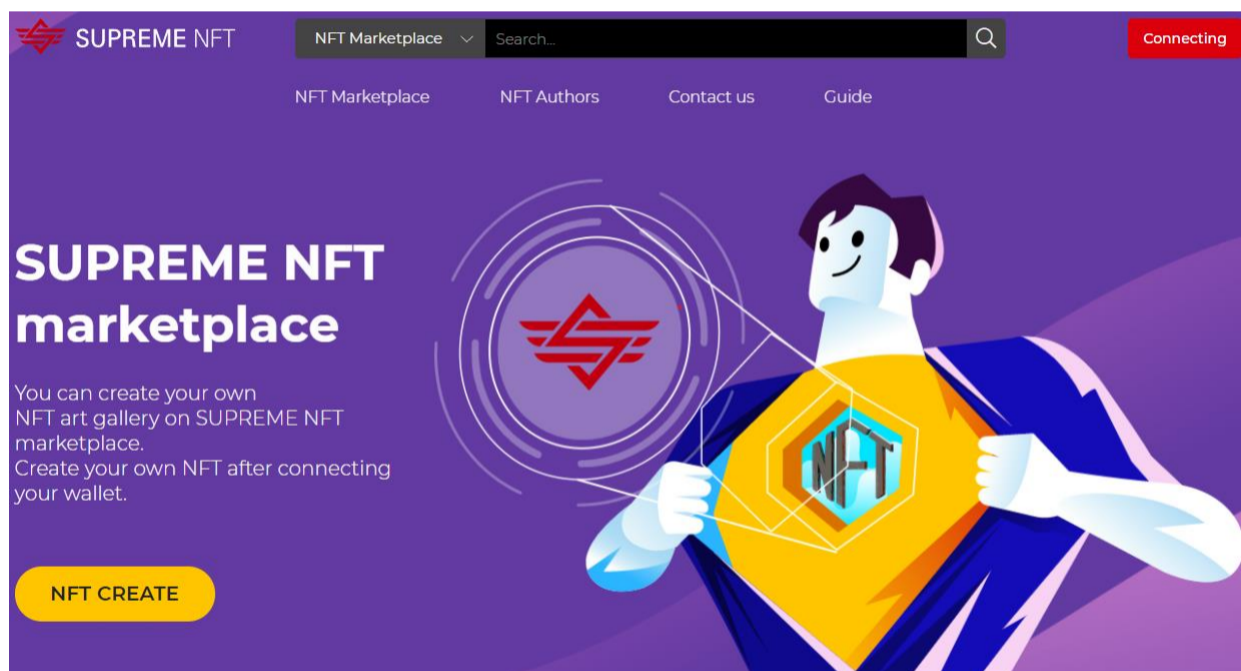 SUPREME NFT
NFT Marketplace
Search...
Connecting
NFT Marketplace
NFT Authors
Contact us
Guide
SUPREME NFT
marketplace
You can create your own
NFT art gallery on SUPREME NFT
marketplace.
Create your own NFT after connecting
your wallet.
NFT
NFT CREATE